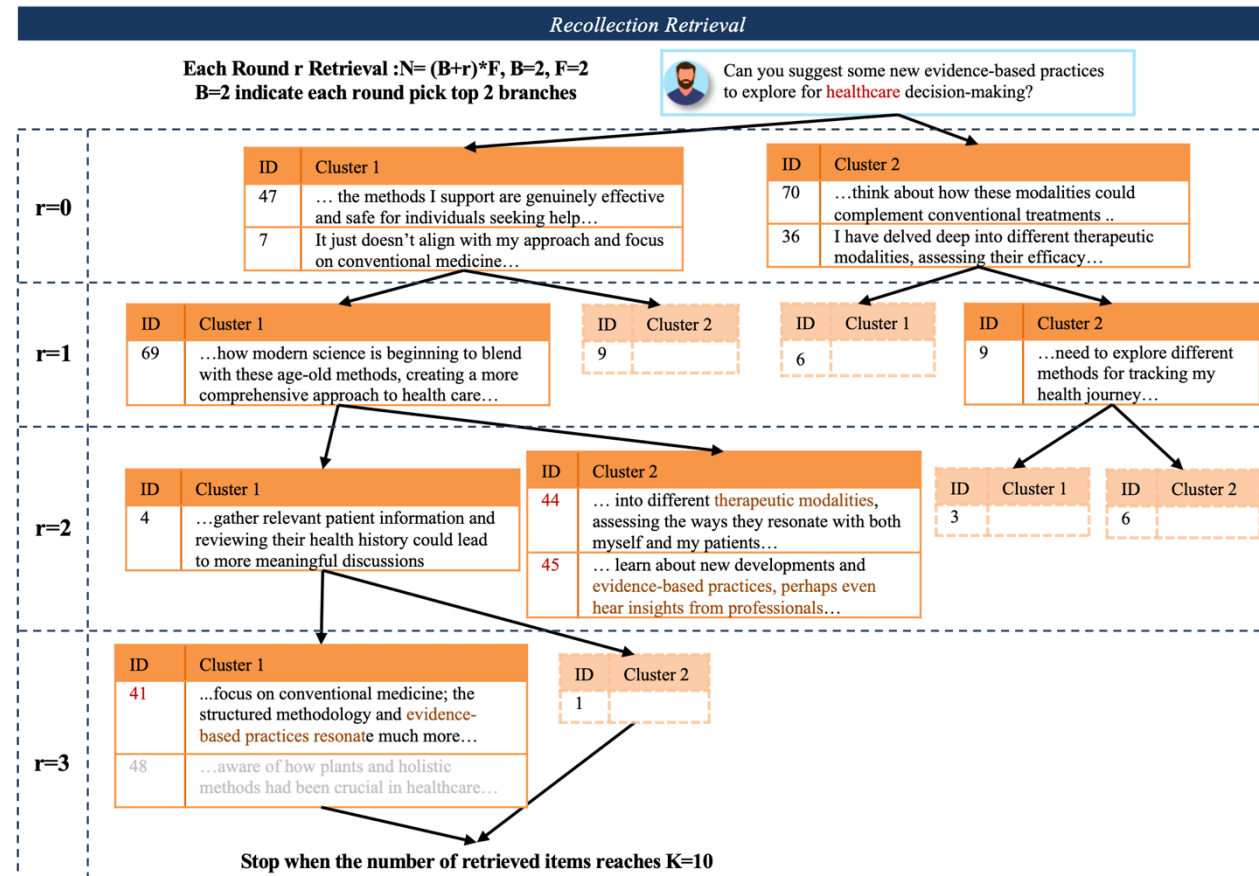 Recollection Retrieval
Each Round r Retrieval :N= (B+r)*F, B=2, F=2
B=2 indicate each round pick top 2 branches
Can you suggest some new evidence-based practices
to explore for healthcare decision-making?
r=0
ID Cluster 1
47 … the methods I support are genuinely effective
and safe for individuals seeking help…
7 It just doesn’t align with my approach and focus
on conventional medicine…
ID Cluster 2
70 …think about how these modalities could
complement conventional treatments ..
36 I have delved deep into different therapeutic
modalities, assessing their efficacy…
r=1
ID Cluster 1
69 …how modern science is beginning to blend
with these age-old methods, creating a more
comprehensive approach to health care…
ID Cluster 2
9
ID Cluster 1
6
ID Cluster 2
9 …need to explore different
methods for tracking my
health journey…
r=2
ID Cluster 1
4 …gather relevant patient information and
reviewing their health history could lead
to more meaningful discussions
ID Cluster 2
44 … into different therapeutic modalities,
assessing the ways they resonate with both
myself and my patients…
45 … learn about new developments and
evidence-based practices, perhaps even
hear insights from professionals…
ID Cluster 1
3
ID Cluster 2
6
r=3
ID Cluster 1
41 ...focus on conventional medicine; the
structured methodology and evidence-
based practices resonate much more…
48 …aware of how plants and holistic
methods had been crucial in healthcare…
ID Cluster 2
1
Stop when the number of retrieved items reaches K=10